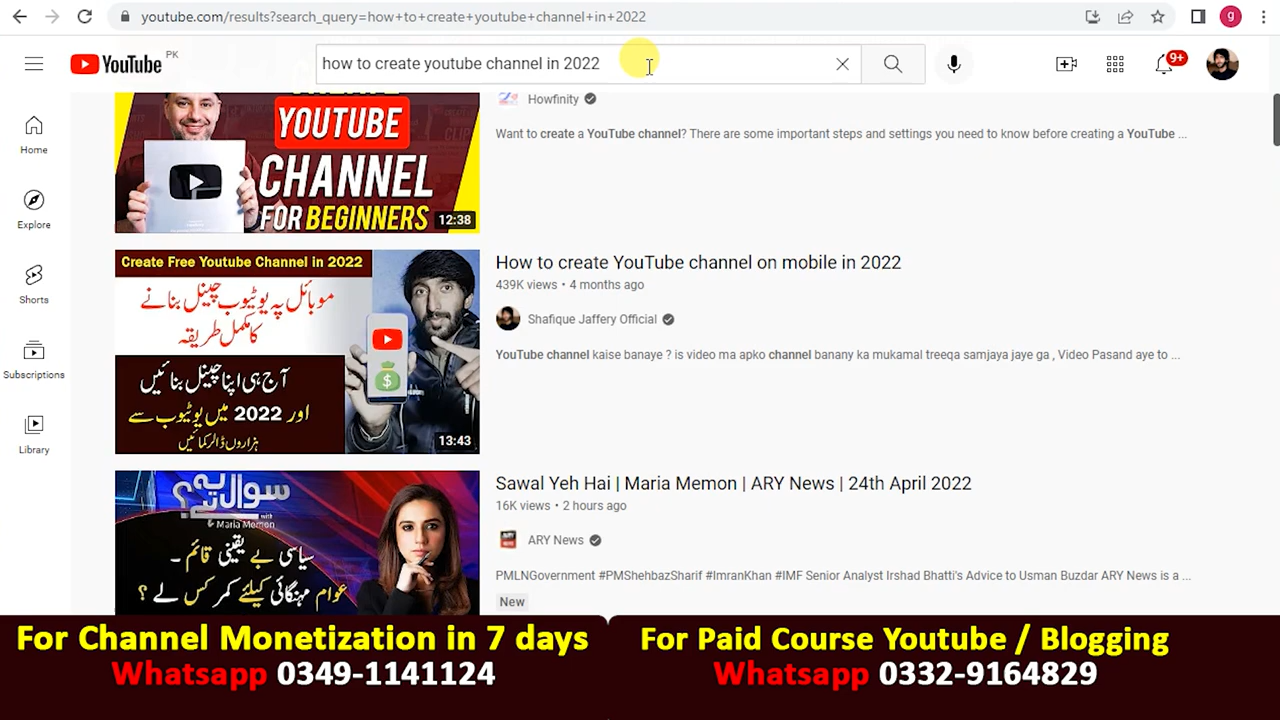 youtube.com/results?search_query=how+to+create+youtube+channel+in+2022
YouTube PK
how to create youtube channel in 2022
9+
g
Home
Explore
Shorts
Subscriptions
Library
YOUTUBE
CHANNEL
FOR BEGINNERS
12:38
Howfinity
Want to create a YouTube channel? There are some important steps and settings you need to know before creating a YouTube ...
Create Free Youtube Channel in 2022
موبائل پہ یوٹیوب چینل بنانے
کا مکمل طریقہ
آج ہی اپنا چینل بنائیں
اور 2022 میں یوٹیوب سے
ہزاروں ڈالر کمائیں
13:43
How to create YouTube channel on mobile in 2022
439K views • 4 months ago
Shafique Jaffery Official
YouTube channel kaise banaye ? is video ma apko channel banany ka mukamal treeqa samjaya jaye ga , Video Pasand aye to ...
سوال یہ ہے؟
with
Maria Memon
سیاسی بے یقینی قائم ۔
عوام مہنگائی کیلئے کمر کس لے ؟
Sawal Yeh Hai | Maria Memon | ARY News | 24th April 2022
16K views • 2 hours ago
ARY News
PMLNGovernment #PMShehbazSharif #ImranKhan #IMF Senior Analyst Irshad Bhatti's Advice to Usman Buzdar ARY News is a ...
New
For Channel Monetization in 7 days
Whatsapp 0349-1141124
For Paid Course Youtube / Blogging
Whatsapp 0332-9164829